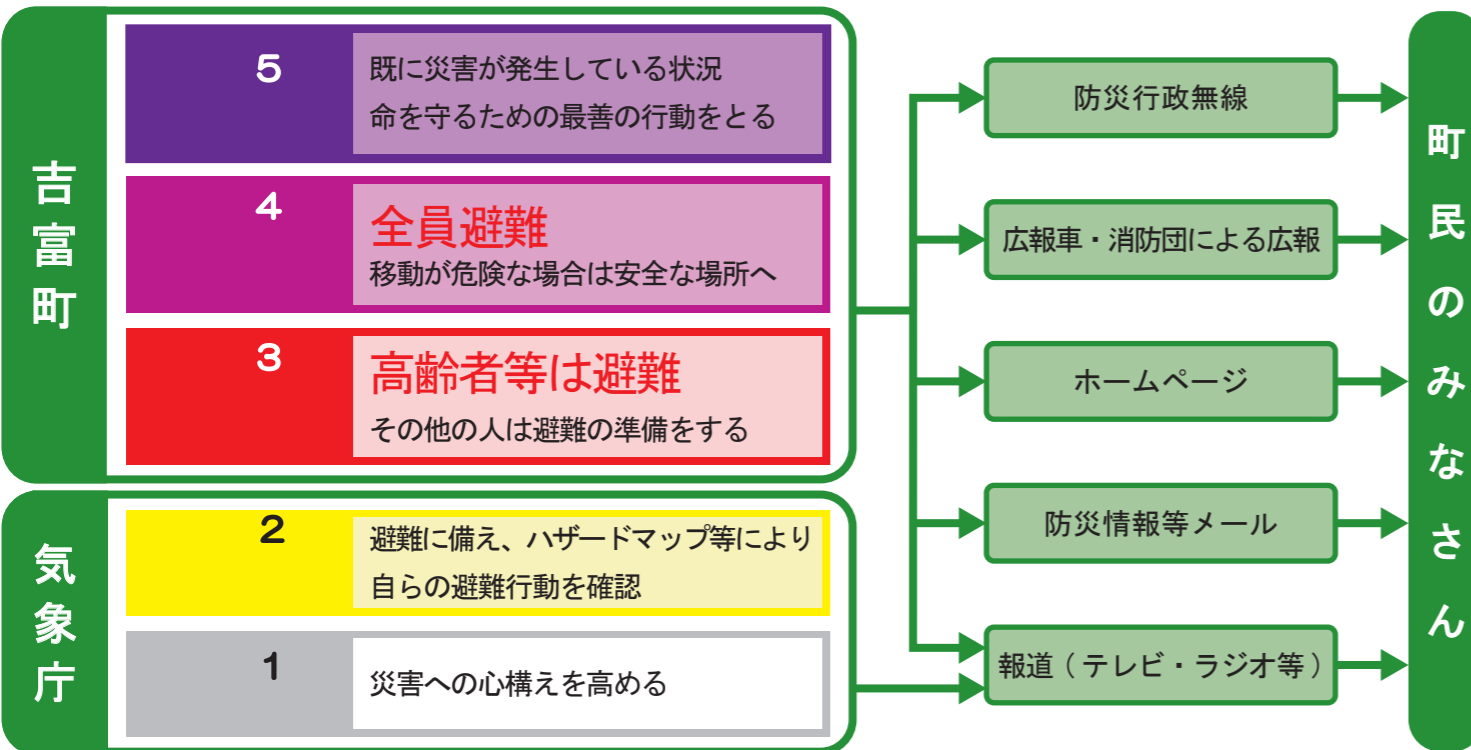 吉富町
5
既に災害が発生している状況
命を守るための最善の行動をとる
4
全員避難
移動が危険な場合は安全な場所へ
3
高齢者等は避難
その他の人は避難の準備をする
気象庁
2
避難に備え、ハザードマップ等により
自らの避難行動を確認
1
災害への心構えを高める
防災行政無線
広報車・消防団による広報
ホームページ
防災情報等メール
報道（テレビ・ラジオ等）
町民のみなさん